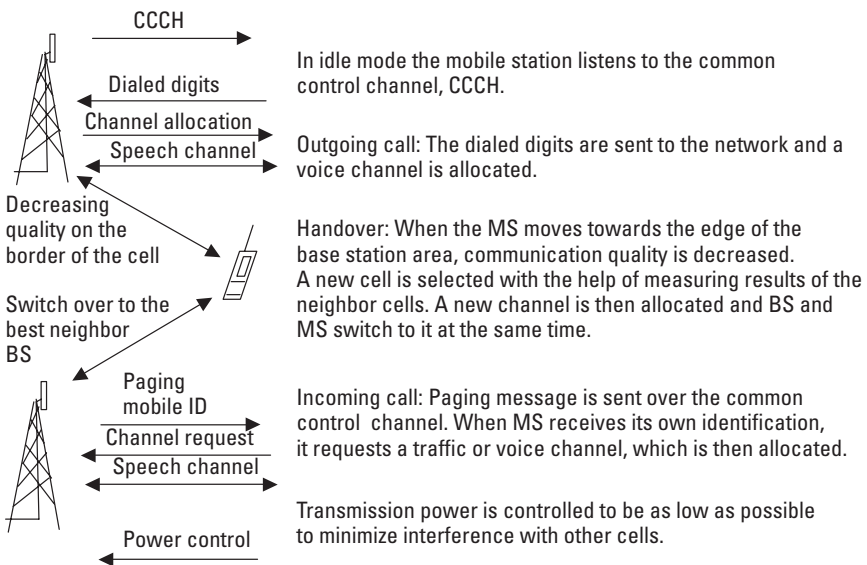 CCCH
In idle mode the mobile station listens to the common
control channel, CCCH.
Dialed digits
Channel allocation
Speech channel
Outgoing call: The dialed digits are sent to the network and a
voice channel is allocated.
Decreasing
quality on the
border of the cell
Handover: When the MS moves towards the edge of the
base station area, communication quality is decreased.
A new cell is selected with the help of measuring results of the
neighbor cells. A new channel is then allocated and BS and
MS switch to it at the same time.
Switch over to the
best neighbor
BS
Paging
mobile ID
Channel request
Speech channel
Incoming call: Paging message is sent over the common
control channel. When MS receives its own identification,
it requests a traffic or voice channel, which is then allocated.
Transmission power is controlled to be as low as possible
to minimize interference with other cells.
Power control